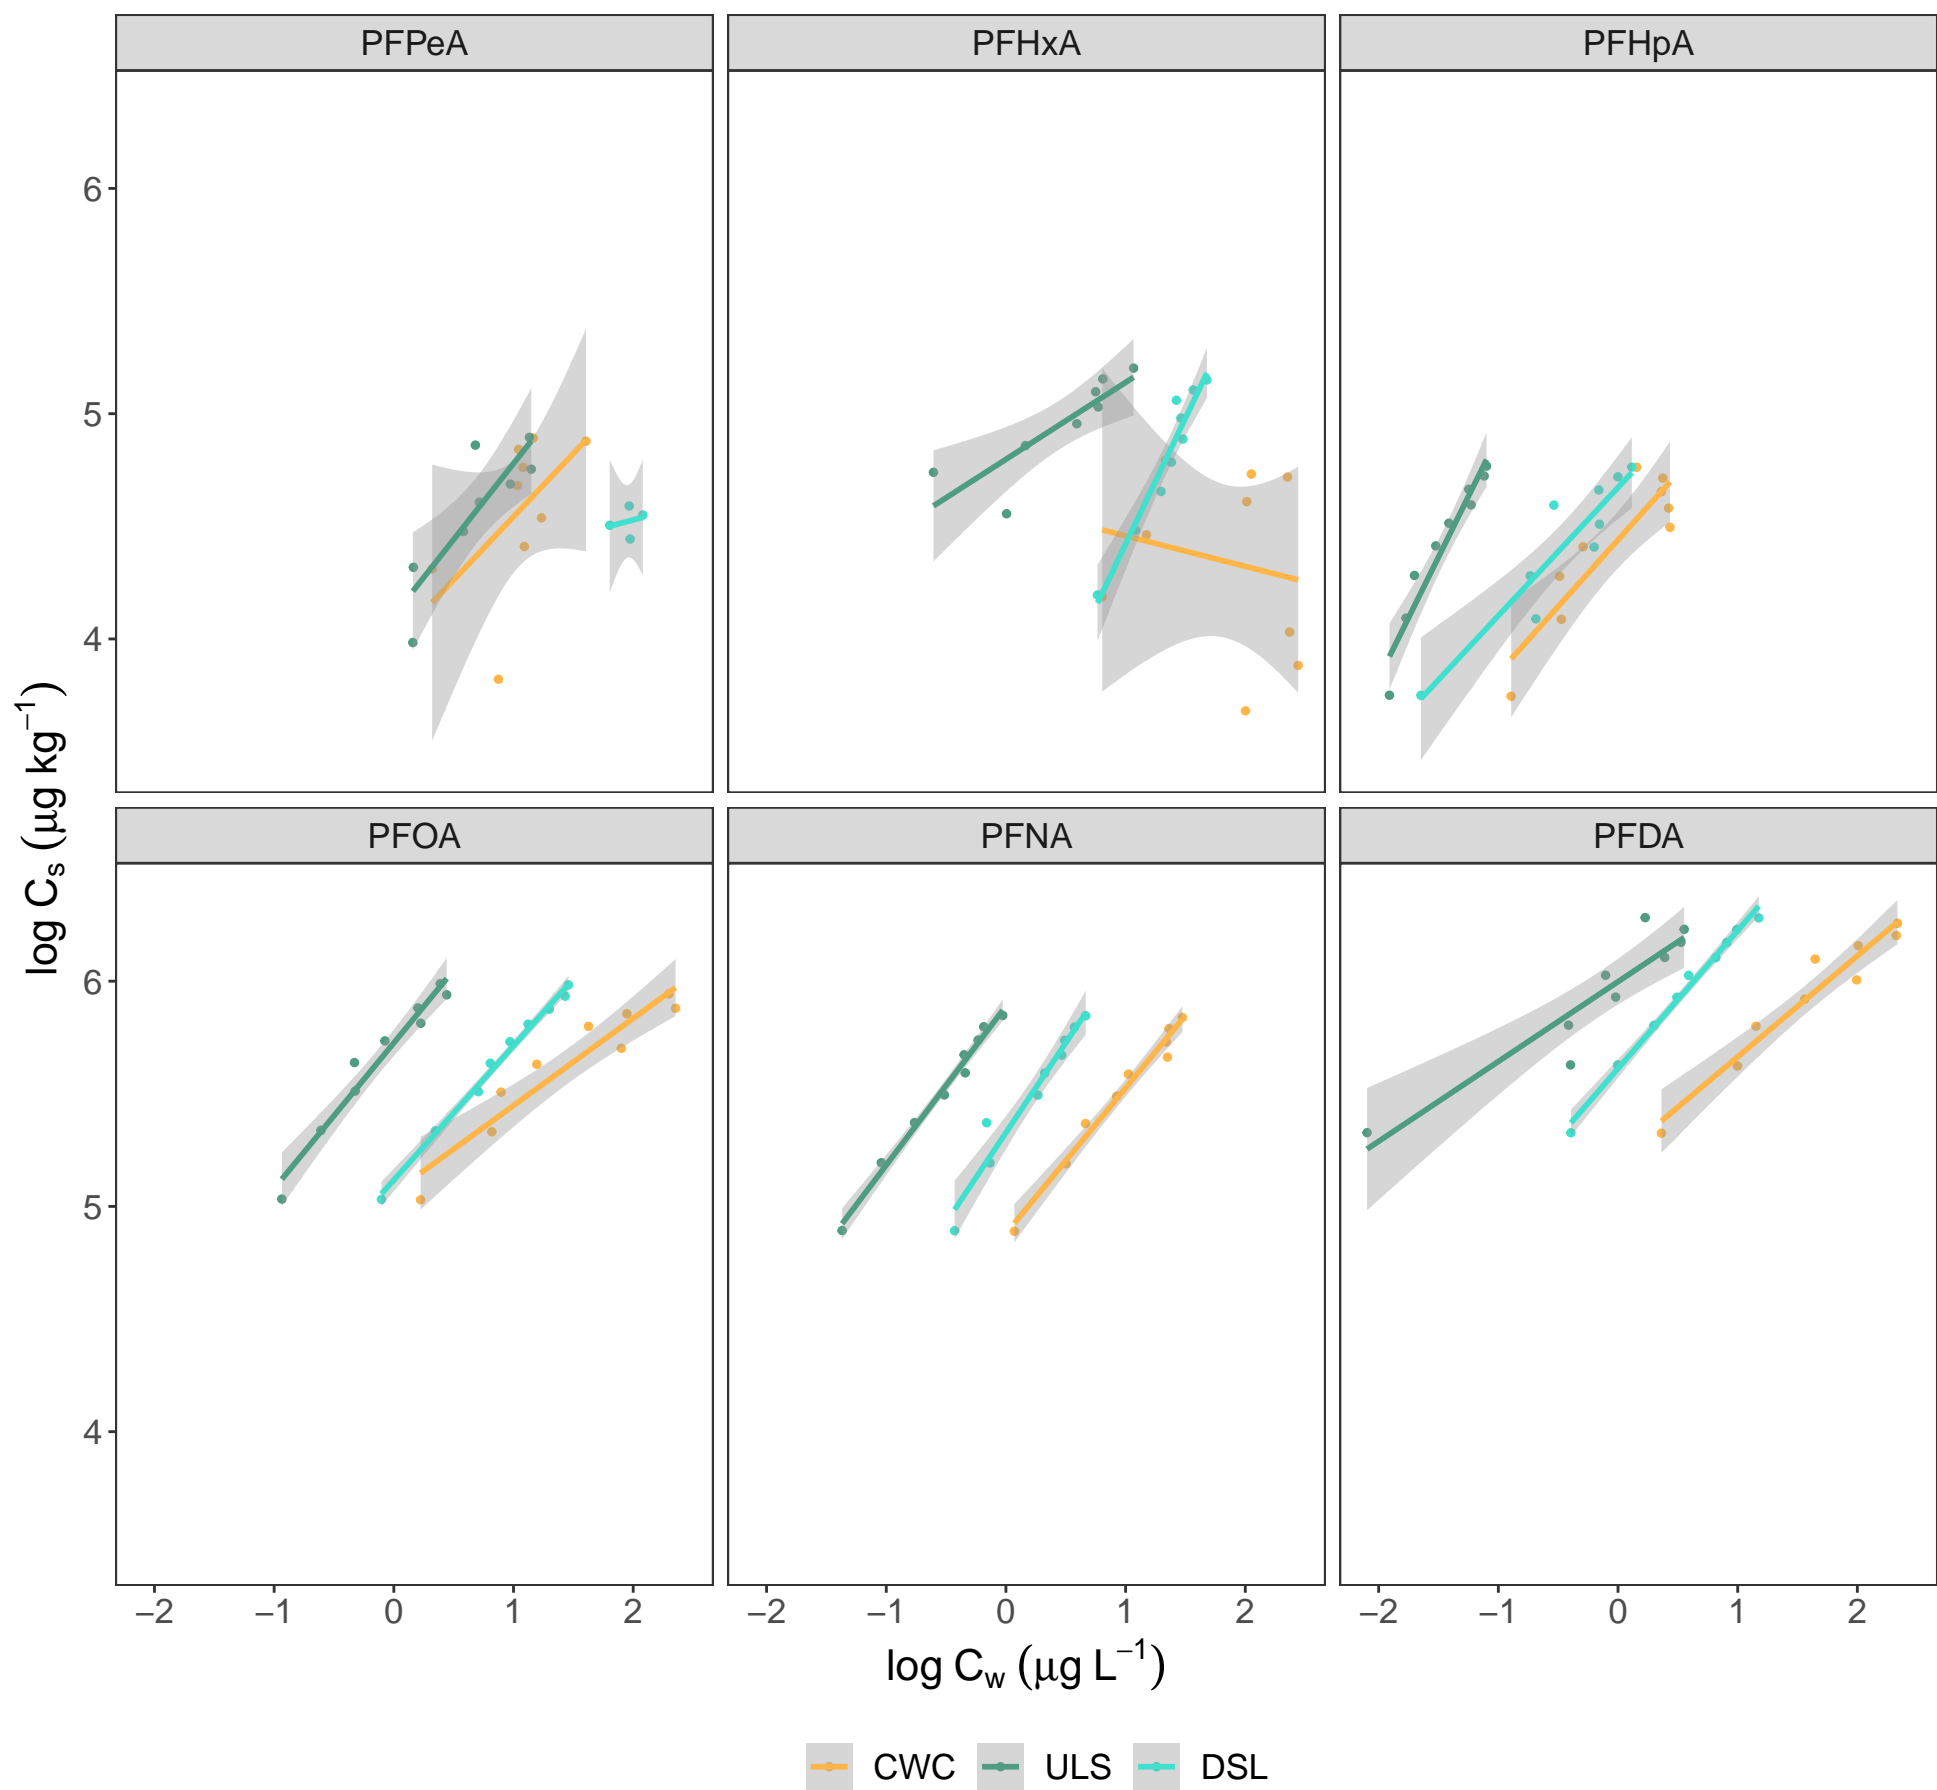 PFPeA PFHxA PFHpA
6
5
4
PFOA PFNA PFDA
6
5
4
log Cs (μg kg−1)
−2 −1 0 1 2 −2 −1 0 1 2 −2 −1 0 1 2
log Cw (μg L−1)
CWC ULS DSL